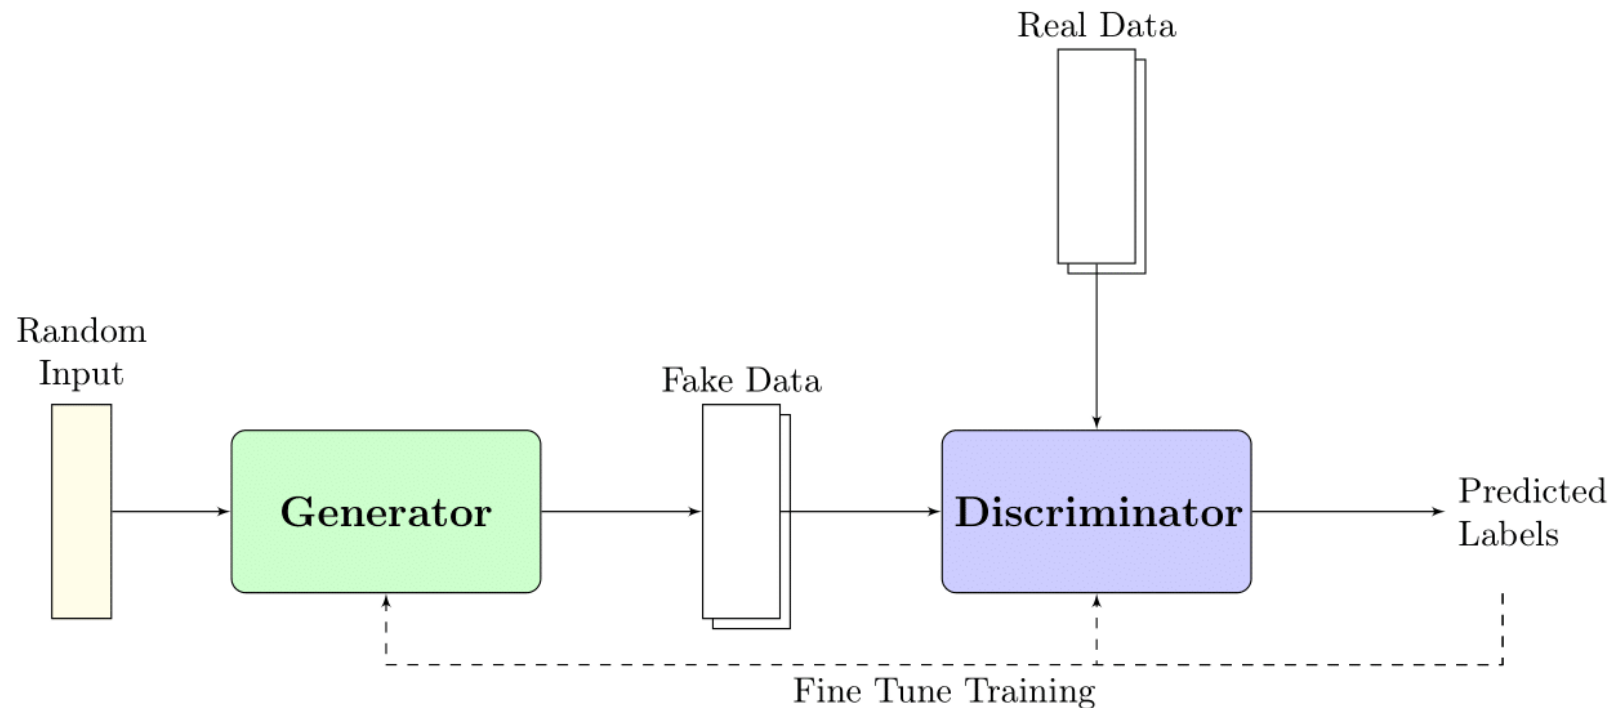 Real Data
Random
Input
Fake Data
Generator
Discriminator
Predicted
Labels
Fine Tune Training